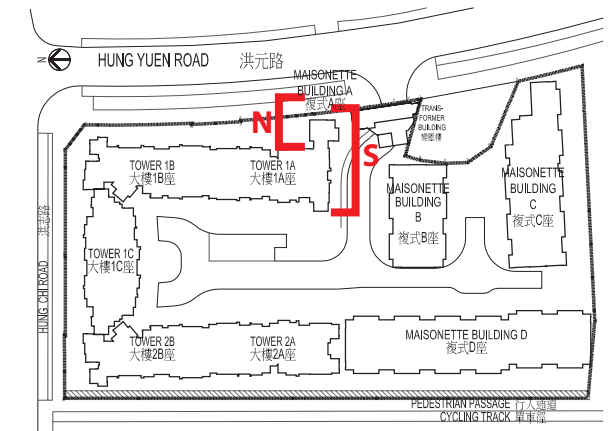 N
HUNG YUEN ROAD 洪元路
MAISONETTE
BUILDING A
複式A座
N
S
TRANS-
FORMER
BUILDING
變壓樓
TOWER 1B
大樓1B座
TOWER 1A
大樓1A座
MAISONETTE
BUILDING
B
複式B座
MAISONETTE
BUILDING
C
複式C座
HUNG CHI ROAD 洪志路
TOWER 1C
大樓1C座
TOWER 2B
大樓2B座
TOWER 2A
大樓2A座
MAISONETTE BUILDING D
複式D座
PEDESTRIAN PASSAGE 行人通道
CYCLING TRACK 單車徑